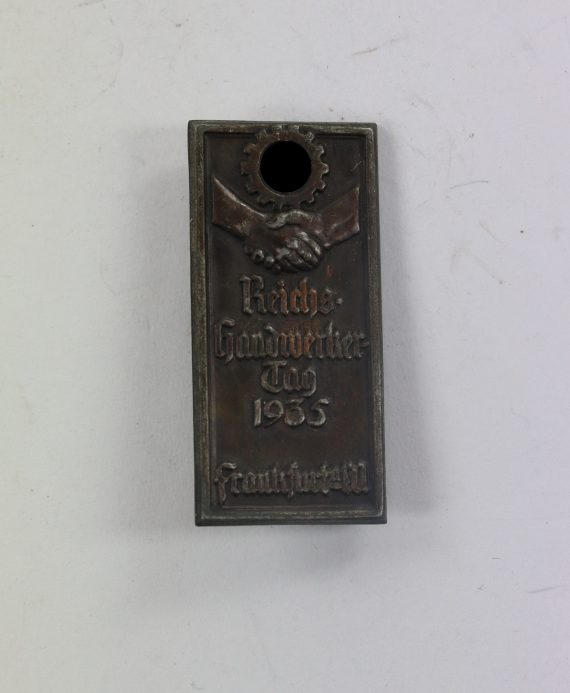 Reichs-
Handwerker-
Tag
1935
Frankfurt a/M